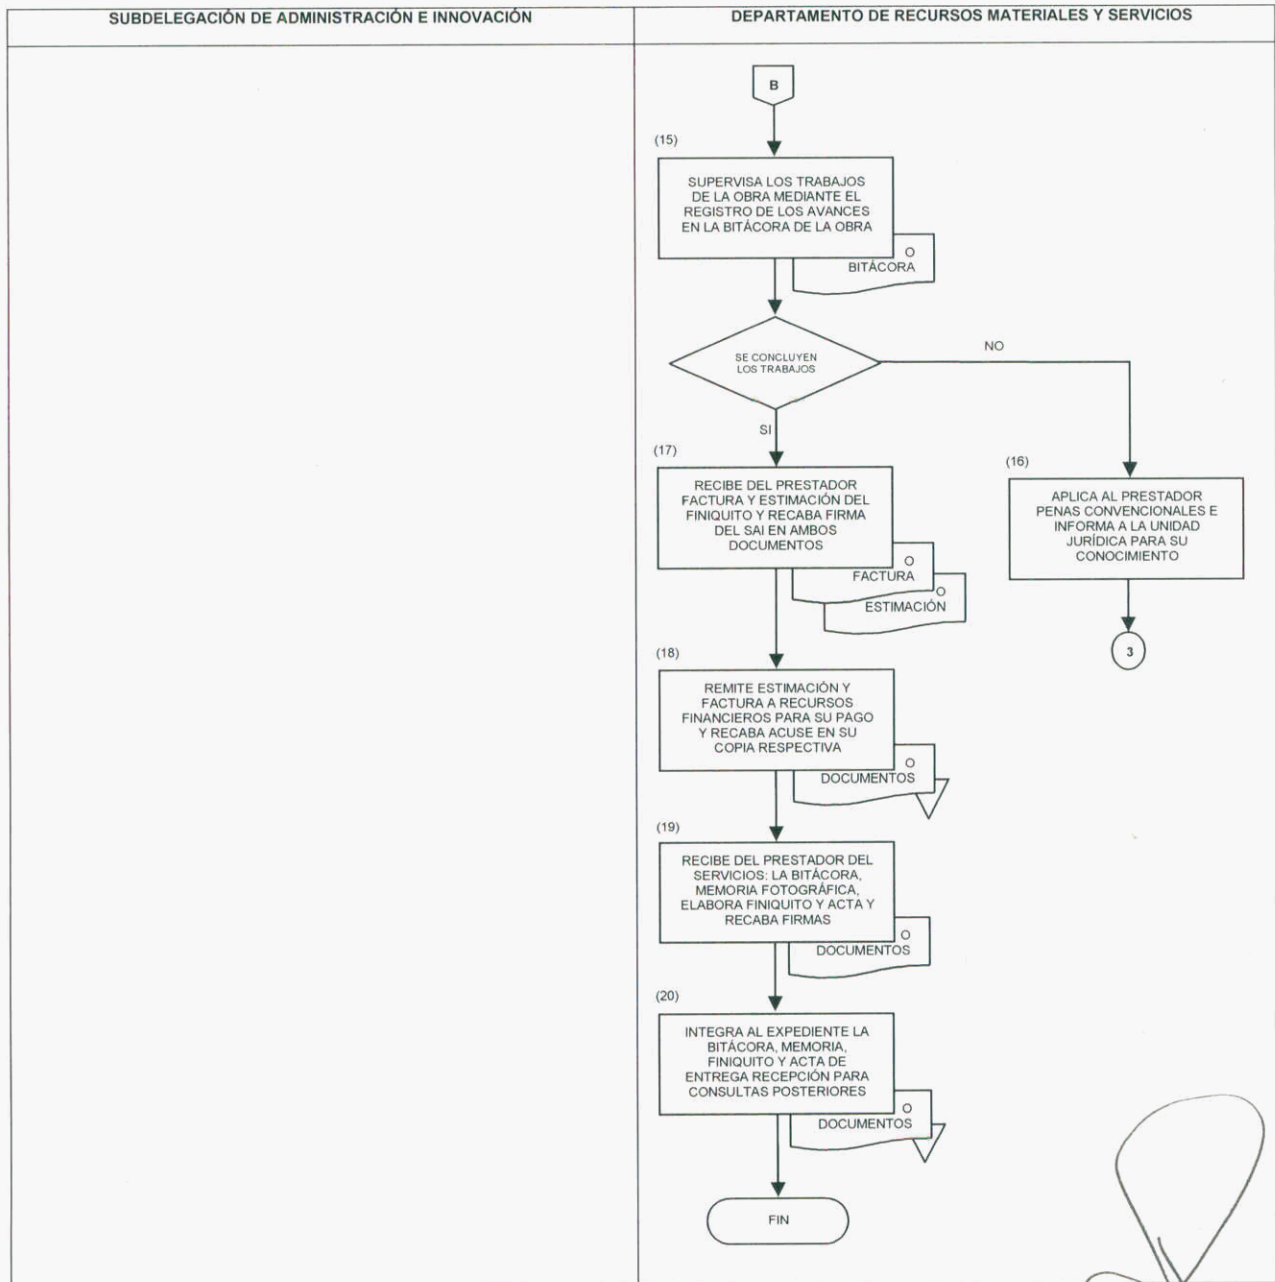 SUBDELEGACIÓN DE ADMINISTRACIÓN E INNOVACIÓN
DEPARTAMENTO DE RECURSOS MATERIALES Y SERVICIOS
B
(15)
SUPERVISA LOS TRABAJOS
DE LA OBRA MEDIANTE EL
REGISTRO DE LOS AVANCES
EN LA BITÁCORA DE LA OBRA
O
BITÁCORA
SE CONCLUYEN
LOS TRABAJOS
NO
SI
(17)
RECIBE DEL PRESTADOR
FACTURA Y ESTIMACIÓN DEL
FINIQUITO Y RECABA FIRMA
DEL SAI EN AMBOS
DOCUMENTOS
O
FACTURA
O
ESTIMACIÓN
(16)
APLICA AL PRESTADOR
PENAS CONVENCIONALES E
INFORMA A LA UNIDAD
JURÍDICA PARA SU
CONOCIMIENTO
3
(18)
REMITE ESTIMACIÓN Y
FACTURA A RECURSOS
FINANCIEROS PARA SU PAGO
Y RECABA ACUSE EN SU
COPIA RESPECTIVA
O
DOCUMENTOS
(19)
RECIBE DEL PRESTADOR DEL
SERVICIOS: LA BITÁCORA,
MEMORIA FOTOGRÁFICA,
ELABORA FINIQUITO Y ACTA Y
RECABA FIRMAS
O
DOCUMENTOS
(20)
INTEGRA AL EXPEDIENTE LA
BITÁCORA, MEMORIA,
FINIQUITO Y ACTA DE
ENTREGA RECEPCIÓN PARA
CONSULTAS POSTERIORES
O
DOCUMENTOS
FIN